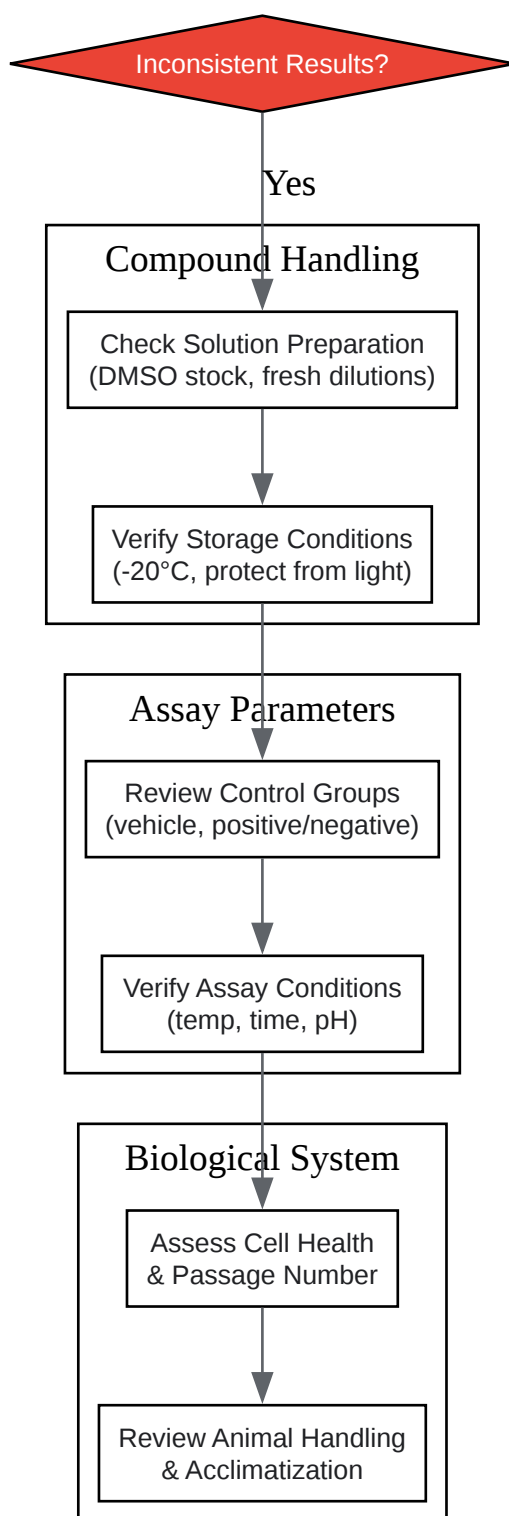 Inconsistent Results?
Yes
Compound Handling
Check Solution Preparation
(DMSO stock, fresh dilutions)
Verify Storage Conditions
(-20°C, protect from light)
Assay Parameters
Review Control Groups
(vehicle, positive/negative)
Verify Assay Conditions
(temp, time, pH)
Biological System
Assess Cell Health
& Passage Number
Review Animal Handling
& Acclimatization